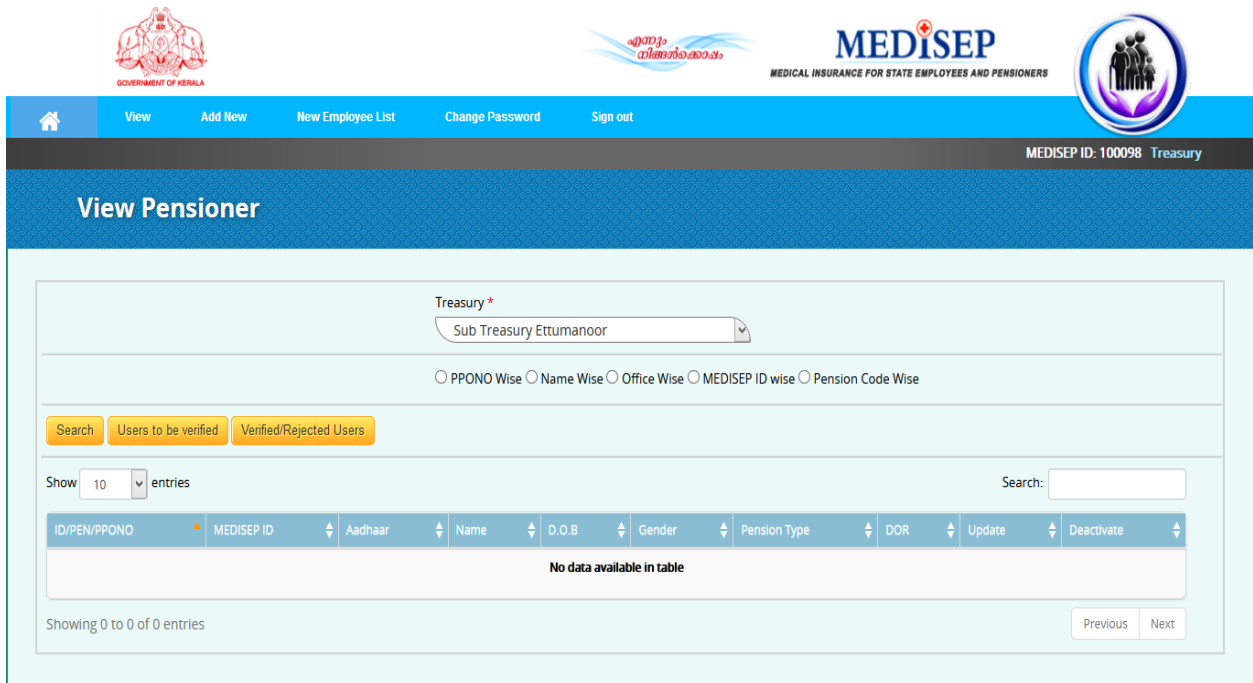 GOVERNMENT OF KERALA
എന്നും
നിങ്ങൾക്കൊപ്പം
MEDISEP
MEDICAL INSURANCE FOR STATE EMPLOYEES AND PENSIONERS
View Add New New Employee List Change Password Sign out
MEDISEP ID: 100098 Treasury
View Pensioner
Treasury *
Sub Treasury Ettumanoor
PPONO Wise Name Wise Office Wise MEDISEP ID wise Pension Code Wise
Search Users to be verified Verified/Rejected Users
Show 10 entries Search:
ID/PEN/PPONO MEDISEP ID Aadhaar Name D.O.B Gender Pension Type DOR Update Deactivate
No data available in table
Showing 0 to 0 of 0 entries Previous Next